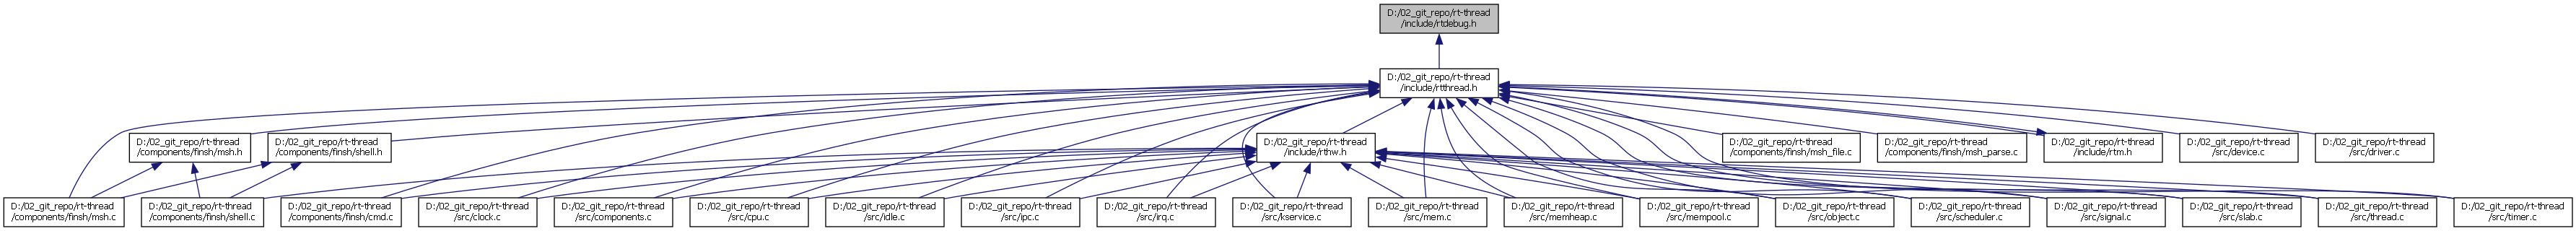 D:/02_git_repo/rt-thread
/include/rtdebug.h
D:/02_git_repo/rt-thread
/include/rtthread.h
D:/02_git_repo/rt-thread
/components/finsh/msh.h
D:/02_git_repo/rt-thread
/components/finsh/shell.h
D:/02_git_repo/rt-thread
/include/rthw.h
D:/02_git_repo/rt-thread
/components/finsh/msh_file.c
D:/02_git_repo/rt-thread
/components/finsh/msh_parse.c
D:/02_git_repo/rt-thread
/include/rtm.h
D:/02_git_repo/rt-thread
/src/device.c
D:/02_git_repo/rt-thread
/src/driver.c
D:/02_git_repo/rt-thread
/components/finsh/msh.c
D:/02_git_repo/rt-thread
/components/finsh/shell.c
D:/02_git_repo/rt-thread
/components/finsh/cmd.c
D:/02_git_repo/rt-thread
/src/clock.c
D:/02_git_repo/rt-thread
/src/components.c
D:/02_git_repo/rt-thread
/src/cpu.c
D:/02_git_repo/rt-thread
/src/idle.c
D:/02_git_repo/rt-thread
/src/ipc.c
D:/02_git_repo/rt-thread
/src/irq.c
D:/02_git_repo/rt-thread
/src/kservice.c
D:/02_git_repo/rt-thread
/src/mem.c
D:/02_git_repo/rt-thread
/src/memheap.c
D:/02_git_repo/rt-thread
/src/mempool.c
D:/02_git_repo/rt-thread
/src/object.c
D:/02_git_repo/rt-thread
/src/scheduler.c
D:/02_git_repo/rt-thread
/src/signal.c
D:/02_git_repo/rt-thread
/src/slab.c
D:/02_git_repo/rt-thread
/src/thread.c
D:/02_git_repo/rt-thread
/src/timer.c